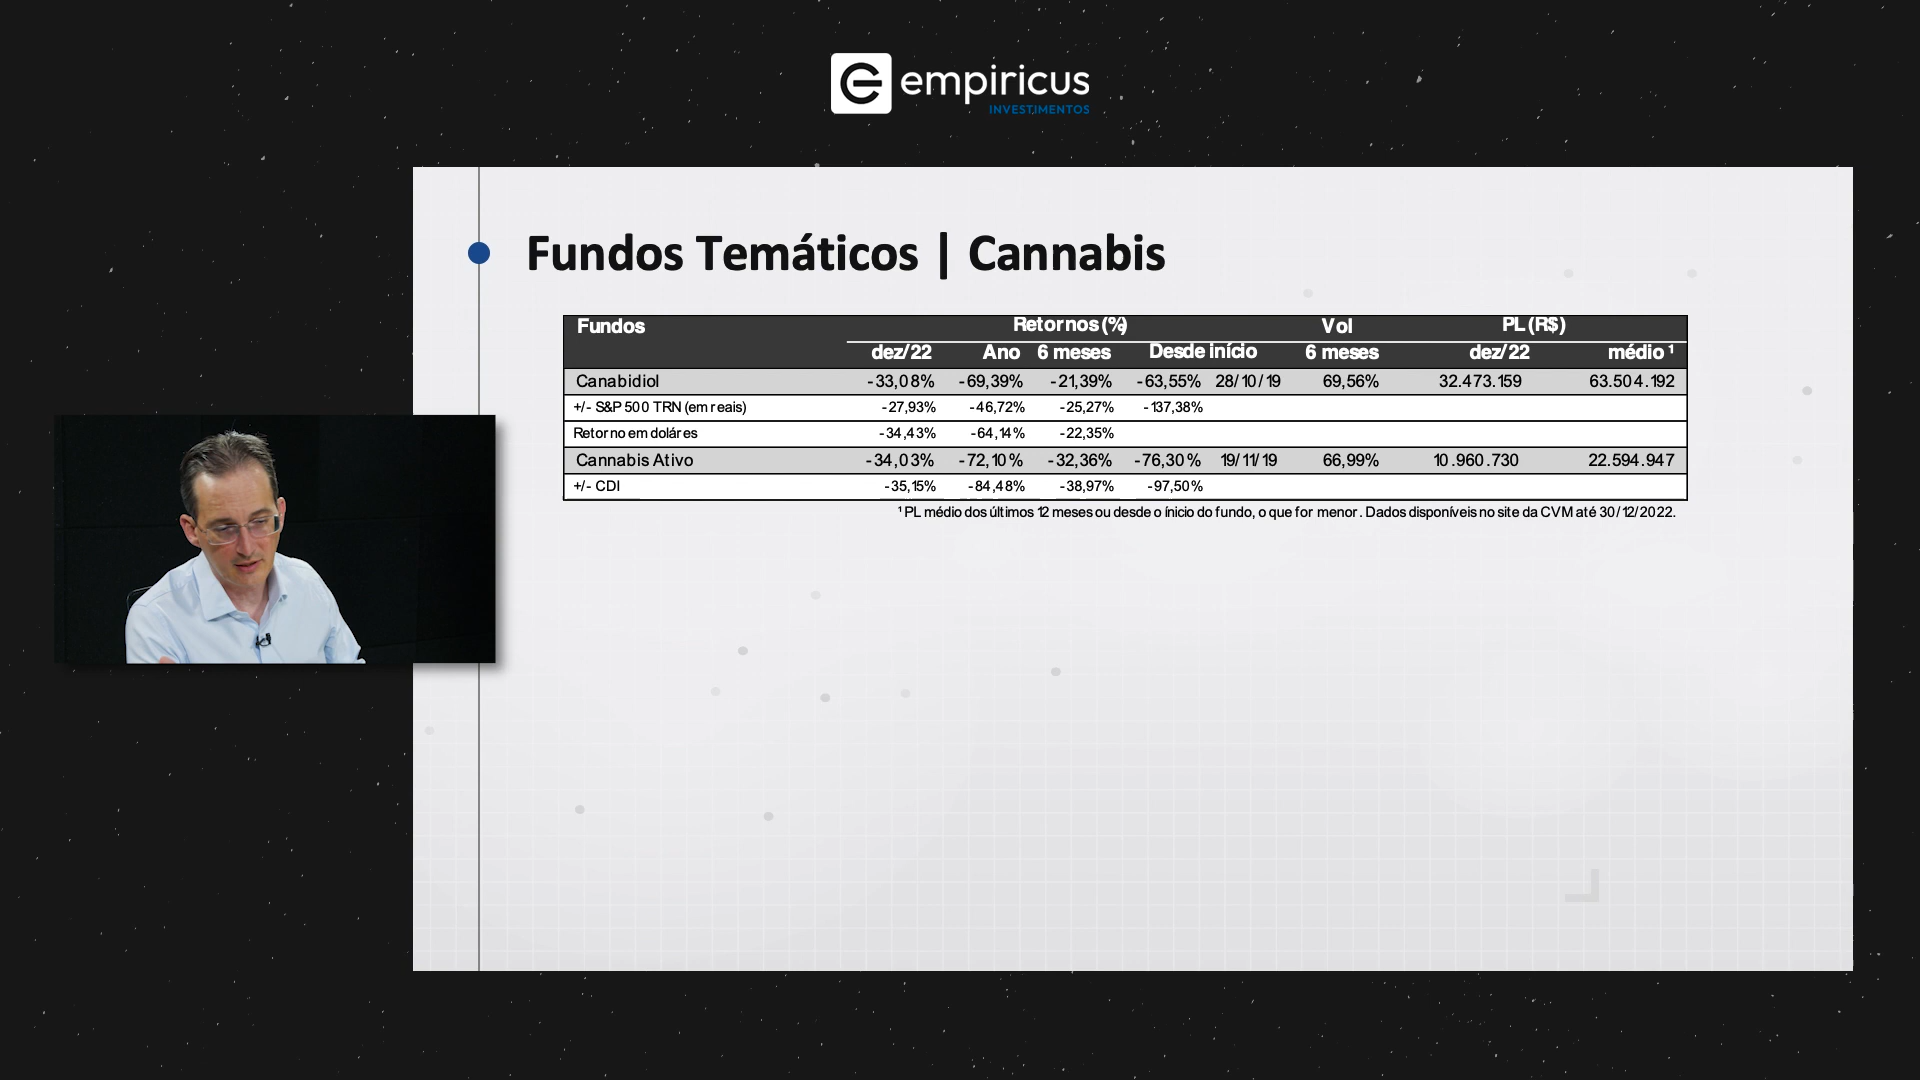 empiricus
INVESTIMENTOS
Fundos Temáticos | Cannabis
Fundos Retornos (%) Vol PL (R$)
dez/22 Ano 6 meses Desde início 6 meses dez/22 médio ¹
Canabidiol -33,08% -69,39% -21,39% -63,55% 28/10/19 69,56% 32.473.159 63.504.192
+/- S&P 500 TRN (em reais) -27,93% -46,72% -25,27% -137,38%
Retorno em doláres -34,43% -64,14% -22,35%
Cannabis Ativo -34,03% -72,10% -32,36% -76,30% 19/11/19 66,99% 10.960.730 22.594.947
+/- CDI -35,15% -84,48% -38,97% -97,50%
¹ PL médio dos últimos 12 meses ou desde o ínicio do fundo, o que for menor. Dados disponíveis no site da CVM até 30/12/2022.